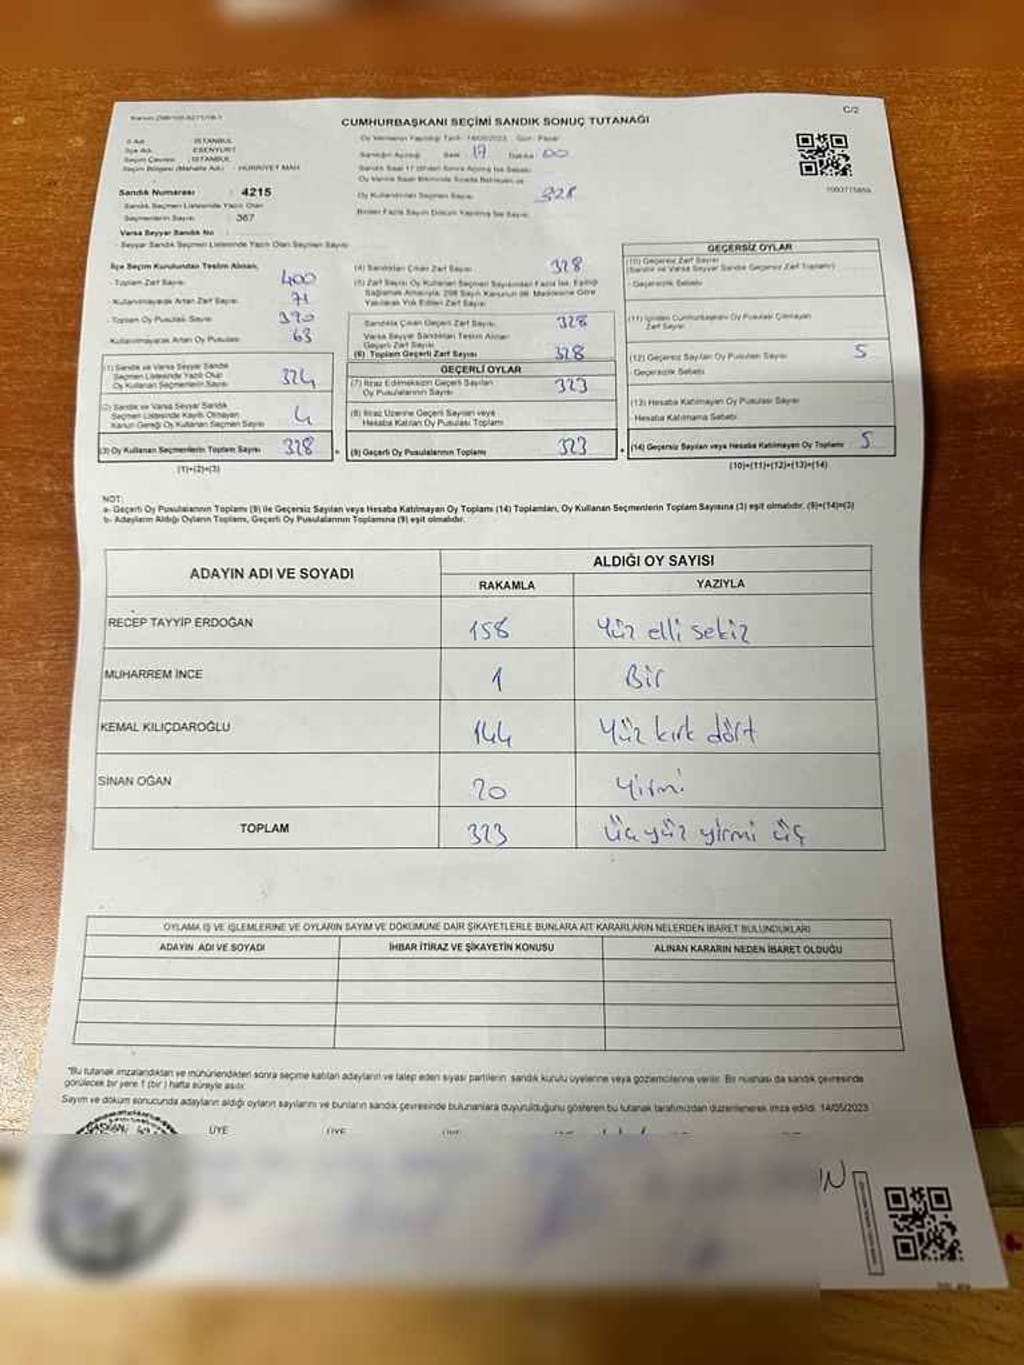 C/2
CUMHURBAŞKANI SEÇİMİ SANDIK SONUÇ TUTANAĞI
İl Adı : İSTANBUL
İlçe Adı : ESENYURT
Seçim Çevresi : İSTANBUL
Seçim Bölgesi (Mahalle Adı) : HÜRRİYET MAH
Sandık Numarası : 4215
Sandık Seçmen Listesinde Yazılı Olan
Seçmenlerin Sayısı : 367
Varsa Seyyar Sandık No :
Seyyar Sandık Seçmen Listesinde Yazılı Olan Seçmen Sayısı
Oy Vermenin Yapıldığı Tarih : 14/05/2023 Gün : Pazar
Sandığın Açılışı Saat 17 Dakika 00
Oy Kullandırılan Seçmen Sayısı 328
İlçe Seçim Kurulundan Teslim Alınan;
- Toplam Zarf Sayısı 400
- Kullanılmayarak Artan Zarf Sayısı 71
- Toplam Oy Pusulası Sayısı 390
Kullanılmayarak Artan Oy Pusulası 63
(1) Sandık ve Varsa Seyyar Sandık
Seçmen Listesinde Yazılı Olup
Oy Kullanan Seçmenlerin Sayısı 324
(2) Sandık ve Varsa Seyyar Sandık
Seçmen Listesinde Kayıtlı Olmayan
Kanun Gereği Oy Kullanan Seçmen Sayısı 4
(3) Oy Kullanan Seçmenlerin Toplam Sayısı 328
(1)+(2)=(3)
(4) Sandıktan Çıkan Zarf Sayısı 328
(5) Zarf Sayısı Oy Kullanan Seçmen Sayısından Fazla İse, Eşitliği
Sağlamak Amacıyla, 298 Sayılı Kanunun 98. Maddesine Göre
Yakılarak Yok Edilen Zarf Sayısı
Sandıkta Çıkan Geçerli Zarf Sayısı 328
Varsa Seyyar Sandıktan Teslim Alınan
Geçerli Zarf Sayısı
(6) Toplam Geçerli Zarf Sayısı 328
GEÇERLİ OYLAR
(7) İtiraz Edilmeksizin Geçerli Sayılan
Oy Pusulalarının Sayısı 323
(8) İtiraz Üzerine Geçerli Sayılan veya
Hesaba Katılan Oy Pusulası Toplamı
(9) Geçerli Oy Pusulalarının Toplamı 323
GEÇERSİZ OYLAR
(10) Geçersiz Zarf Sayısı
(Sandık ve Varsa Seyyar Sandık Geçersiz Zarf Toplamı)
- Geçersizlik Sebebi
(11) İçinden Cumhurbaşkanı Oy Pusulası Çıkmayan
Zarf Sayısı
(12) Geçersiz Sayılan Oy Pusulası Sayısı 5
- Geçersizlik Sebebi
(13) Hesaba Katılmayan Oy Pusulası Sayısı
Hesaba Katılmama Sebebi
(14) Geçersiz Sayılan veya Hesaba Katılmayan Oy Toplamı 5
(10)+(11)+(12)+(13)=(14)
NOT:
a- Geçerli Oy Pusulalarının Toplamı (9) ile Geçersiz Sayılan veya Hesaba Katılmayan Oy Toplamı (14) Toplamları, Oy Kullanan Seçmenlerin Toplam Sayısına (3) eşit olmalıdır. (9)+(14)=(3)
b- Adayların Aldığı Oyların Toplamı, Geçerli Oy Pusulalarının Toplamına (9) eşit olmalıdır.
ADAYIN ADI VE SOYADI ALDIĞI OY SAYISI
RAKAMLA YAZIYLA
RECEP TAYYİP ERDOĞAN 158 Yüz elli sekiz
MUHARREM İNCE 1 Bir
KEMAL KILIÇDAROĞLU 144 Yüz kırk dört
SİNAN OĞAN 20 Yirmi
TOPLAM 323 Üç yüz yirmi üç
OYLAMA İŞ VE İŞLEMLERİNE VE OYLARIN SAYIM VE DÖKÜMÜNE DAİR ŞİKAYETLERLE BUNLARA AİT KARARLARIN NELERDEN İBARET BULUNDUKLARI
ADAYIN ADI VE SOYADI İHBAR İTİRAZ VE ŞİKAYETİN KONUSU ALINAN KARARIN NEDEN İBARET OLDUĞU
"Bu tutanak imzalandıktan ve mühürlendikten sonra seçime katılan adayların ve talep eden siyasi partilerin sandık kurulu üyelerine veya gözlemcilerine verilir. Bir nüshası da sandık çevresinde
görülecek bir yere 1 (bir) hafta süreyle asılır.
Sayım ve döküm sonucunda adayların aldığı oyların sayılarını ve bunların sandık çevresinde bulunanlara duyurulduğunu gösteren bu tutanak tarafımızdan düzenlenerek imza edildi. 14/05/2023
ÜYE ÜYE